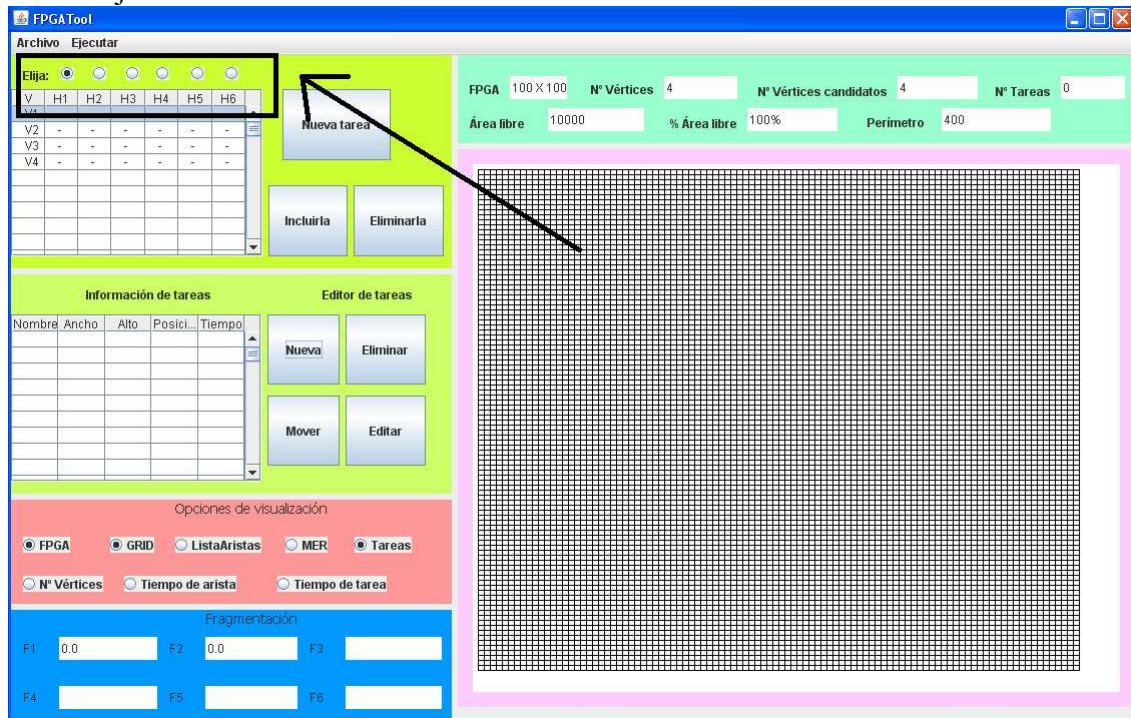 FPGATool
Archivo Ejecutar
Elija:
V H1 H2 H3 H4 H5 H6
V1
V2 - - - - - -
V3 - - - - - -
V4 - - - - - -
Nueva tarea
Incluirla Eliminarla
Información de tareas Editor de tareas
Nombre Ancho Alto Posici... Tiempo
Nueva Eliminar
Mover Editar
Opciones de visualización
FPGA GRID ListaAristas MER Tareas
Nº Vértices Tiempo de arista Tiempo de tarea
Fragmentación
F1 0.0 F2 0.0 F3
F4 F5 F6
FPGA 100 X 100 Nº Vértices 4 Nº Vértices candidatos 4 Nº Tareas 0
Área libre 10000 % Área libre 100% Perímetro 400